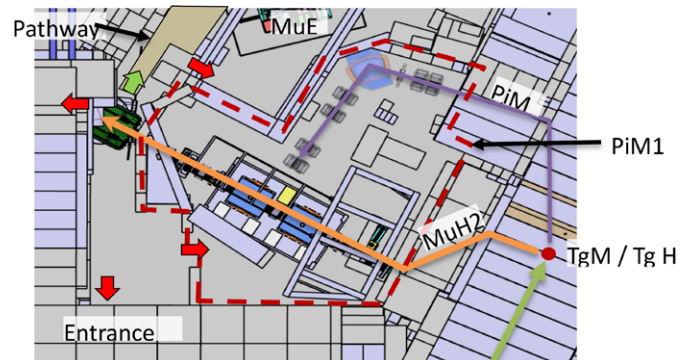 Pathway
MuE
PiM
PiM1
MuH2
TgM / Tg H
Entrance